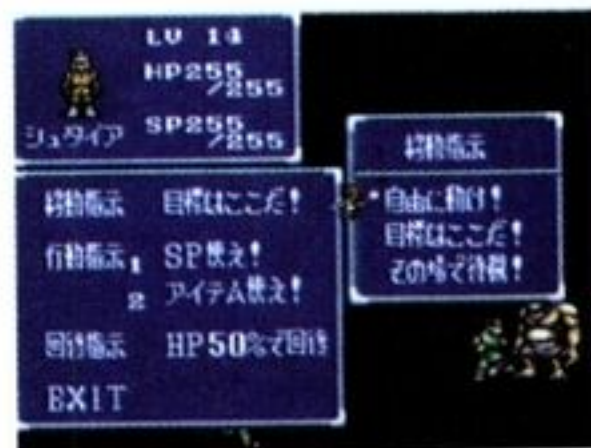 LV 14
HP255
/255
シュタイア
SP255
/255
移動指示 目標はここだ!
行動指示1 SP使え!
2 アイテム使え!
回復指示 HP50%で回復
EXIT
移動指示
自由に動け!
目標はここだ!
その場で待機!